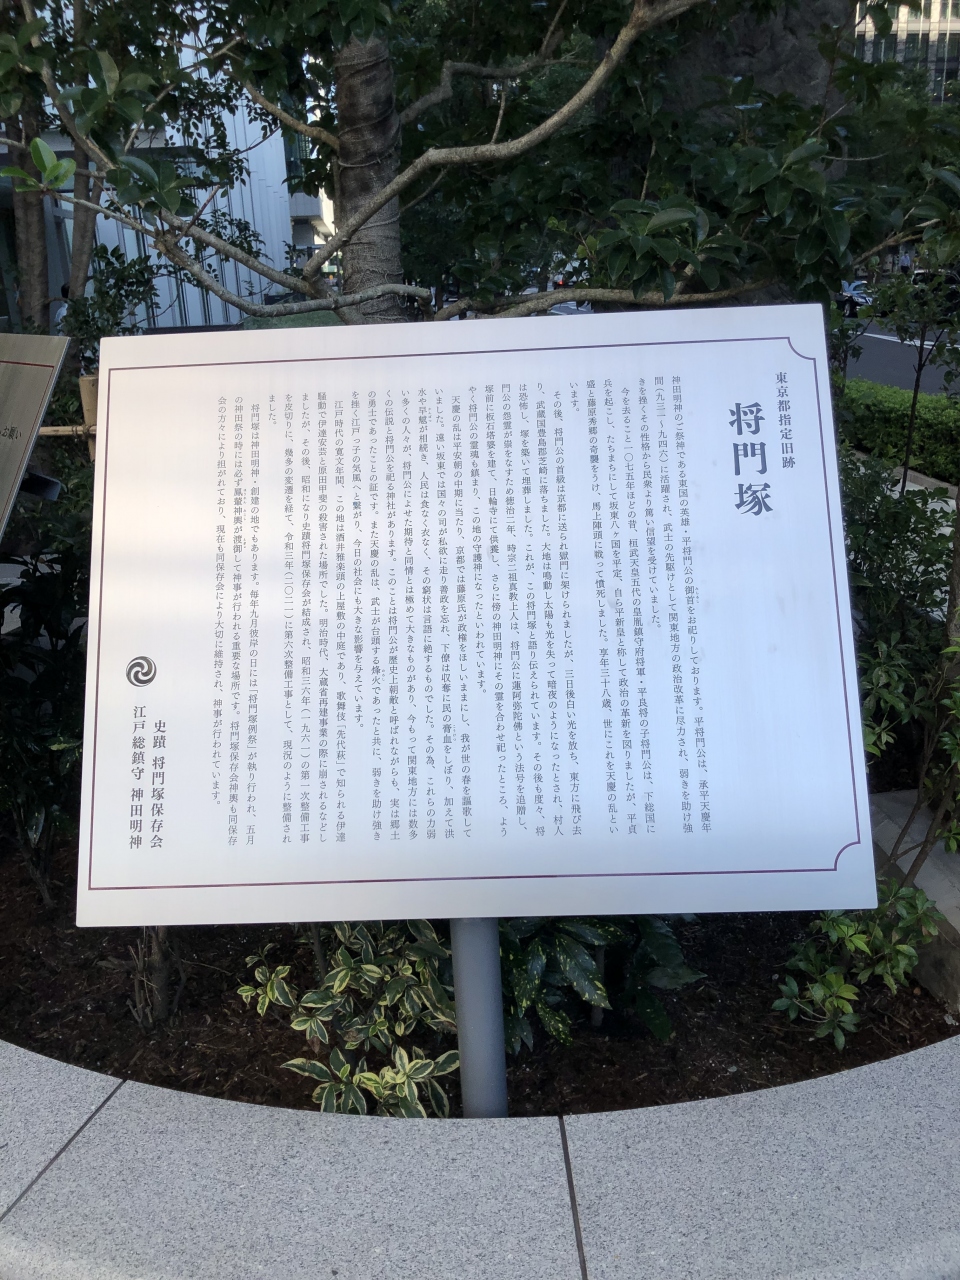 東京都指定旧跡
将門塚
神田明神のご祭神である東国の英雄・平将門公の御首をお祀りしております。平将門公は、承平天慶年
間（九三一～九四六）に活躍され、武士の先駆けとして関東地方の政治改革に尽力され、弱きを助け強
きを挫くその性格から民衆より篤い信望を受けていました。
今を去ること一〇七五年ほどの昔、桓武天皇五代の皇胤鎮守府将軍・平良将の子将門公は、下総国に
兵を起こし、たちまちにして坂東八ヶ国を平定、自ら平新皇と称して政治の革新を図りましたが、平貞
盛と藤原秀郷の奇襲をうけ、馬上陣頭に戦って憤死しました。享年三十八歳、世にこれを天慶の乱とい
います。
その後、将門公の首級は京都に送られ獄門に架けられましたが、三日後白い光を放ち、東方に飛び去
り、武蔵国豊島郡芝崎に落ちました。大地は鳴動し太陽も光を失って暗夜のようになったとされ、村人
は恐怖し、塚を築いて埋葬しました。これが、この将門塚と語り伝えられています。その後も度々、将
門公の怨霊が祟をなすため徳治二年、時宗二祖真教上人は、将門公に蓮阿弥陀佛という法号を追贈し、
塚前に板石塔婆を建て、日輪寺にて供養し、さらに傍の神田明神にその霊を合わせ祀ったところ、よう
やく将門公の霊魂も鎮まり、この地の守護神になったといわれています。
天慶の乱は平安朝の中期に当たり、京都では藤原氏が政権をほしいままにし、我が世の春を謳歌して
いました。遠い坂東では国々の司が私欲に走り善政を忘れ、下僚は収奪に民の膏血をしぼり、加えて洪
水や旱魃が相続き、人民は食なく衣なく、その窮状は言語に絶するものでした。その為、これらの力弱
い多くの人々が、将門公によせた期待と同情とは極めて大きなものがあり、今もって関東地方には数多
くの伝説と将門公を祀る神社があります。このことは将門公が歴史上朝敵と呼ばれながらも、実は郷土
の勇士であったことの証です。また天慶の乱は、武士が台頭する烽火であったと共に、弱きを助け強き
を挫く江戸っ子の気風へと繋がり、今日の社会にも大きな影響を与えています。
江戸時代の寛文年間、この地は酒井雅楽頭の上屋敷の中庭であり、歌舞伎「先代萩」で知られる伊達
騒動で伊達安芸と原田甲斐の殺害された場所でした。明治時代、大蔵省再建事業の際に崩されるなどし
ましたが、その後、昭和になり史蹟将門塚保存会が結成され、昭和三六年（一九六一）の第一次整備工事
を皮切りに、幾多の変遷を経て、令和三年（二〇二一）に第六次整備工事として、現況のように整備され
ました。
将門塚は神田明神・創建の地でもあります。毎年九月彼岸の日には「将門塚例祭」が執り行われ、五月
の神田祭の時には必ず鳳輦神輿が渡御して神事が行われる重要な場所です。将門塚保存会神輿も同保存
会の方々により担がれており、現在も同保存会により大切に維持され、神事が行われています。
史蹟 将門塚保存会
江戸総鎮守 神田明神
お願い